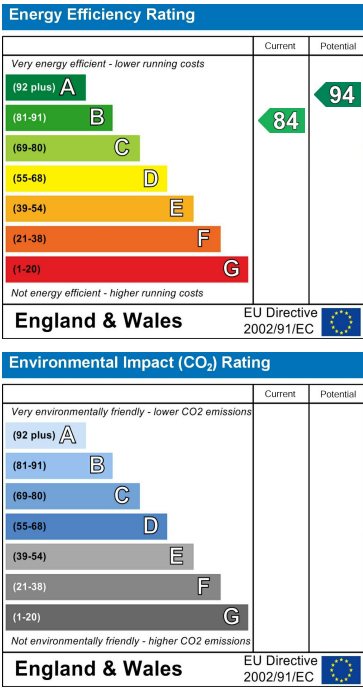 Energy Efficiency Rating
Current Potential
Very energy efficient - lower running costs
(92 plus) A
94
(81-91) B
84
(69-80) C
(55-68) D
(39-54) E
(21-38) F
(1-20) G
Not energy efficient - higher running costs
England & Wales
EU Directive
2002/91/EC
Environmental Impact (CO₂) Rating
Current Potential
Very environmentally friendly - lower CO2 emissions
(92 plus) A
(81-91) B
(69-80) C
(55-68) D
(39-54) E
(21-38) F
(1-20) G
Not environmentally friendly - higher CO2 emissions
England & Wales
EU Directive
2002/91/EC